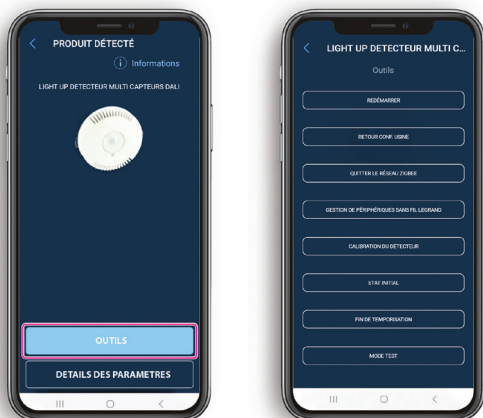 PRODUIT DÉTECTÉ
i Informations
LIGHT UP DETECTEUR MULTI CAPTEURS DALI
OUTILS
DETAILS DES PARAMETRES
LIGHT UP DETECTEUR MULTI C...
Outils
REDÉMARRER
RETOUR CONF. USINE
QUITTER LE RÉSEAU ZIGBEE
GESTION DE PÉRIPHÉRIQUES SANS FIL LEGRAND
CALIBRATION DU DÉTECTEUR
ETAT INITIAL
FIN DE TEMPORISATION
MODE TEST